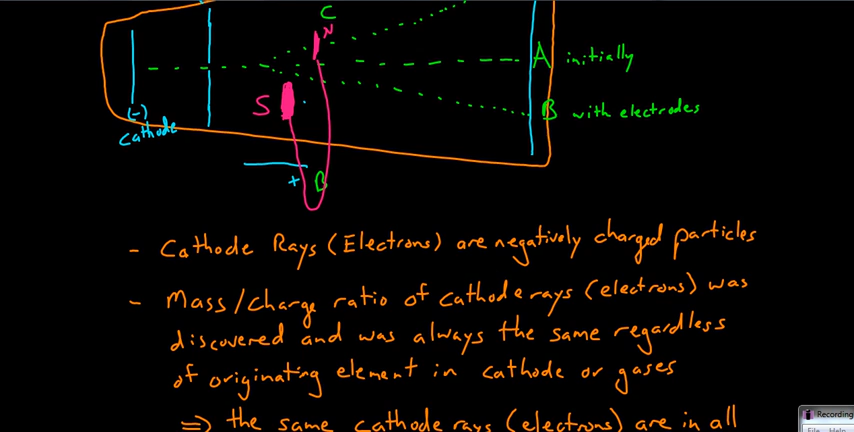 C
N
A initially
S
B with electrodes
(-)
cathode
+ B
- Cathode Rays (Electrons) are negatively charged particles
- Mass/charge ratio of cathode rays (electrons) was
discovered and was always the same regardless
of originating element in cathode or gases
⇒ the same cathode rays (electrons) are in all
Recording
File Help